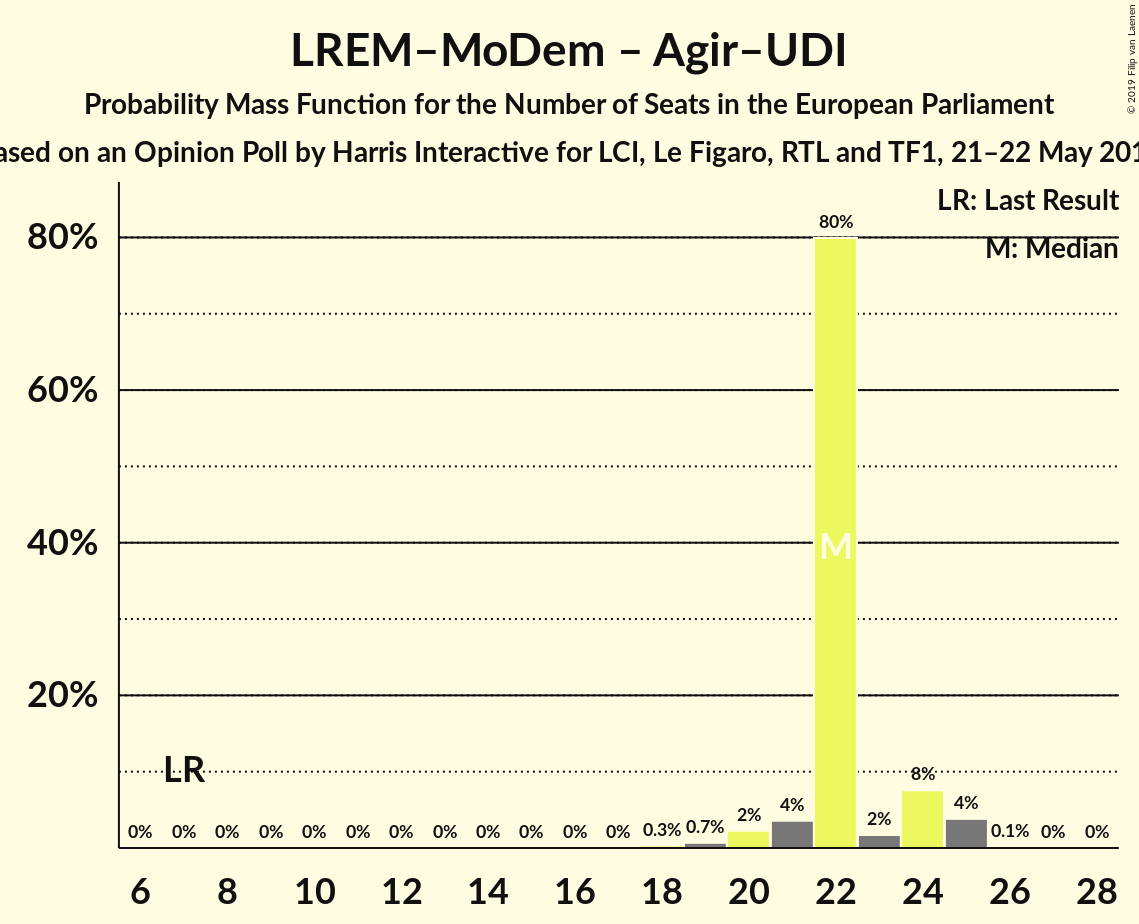 LREM–MoDem – Agir–UDI
Probability Mass Function for the Number of Seats in the European Parliament
on an Opinion Poll by Harris Interactive for LCI, Le Figaro, RTL and TF1, 21–22 May
© 2019 Filip van Laenen
LR: Last Result
M: Median
80%
60%
40%
20%
LR
M
0% 0% 0% 0% 0% 0% 0% 0% 0% 0% 0% 0% 0.3% 0.7% 2% 4% 80% 2% 8% 4% 0.1% 0% 0%
6 8 10 12 14 16 18 20 22 24 26 28